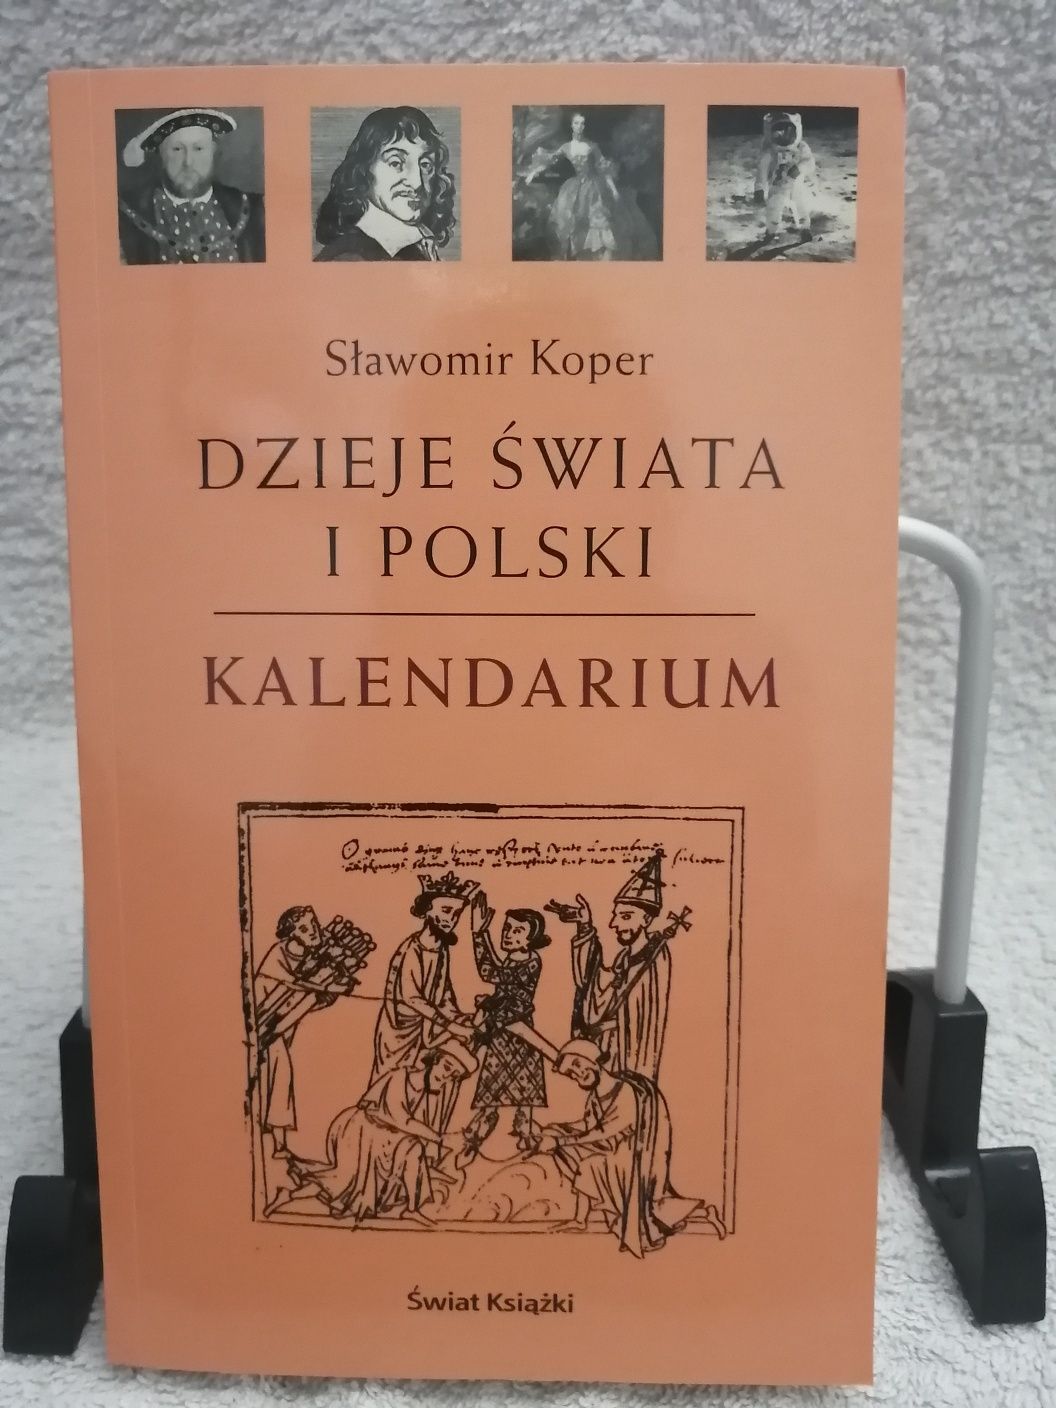 Sławomir Koper
DZIEJE ŚWIATA
I POLSKI
KALENDARIUM
Świat Książki